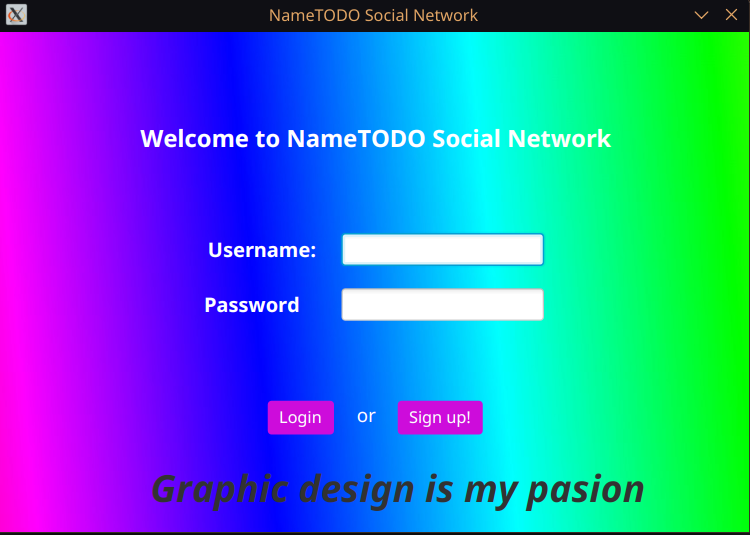 NameTODO Social Network
Welcome to NameTODO Social Network
Username:
Password
Login or Sign up!
Graphic design is my pasion